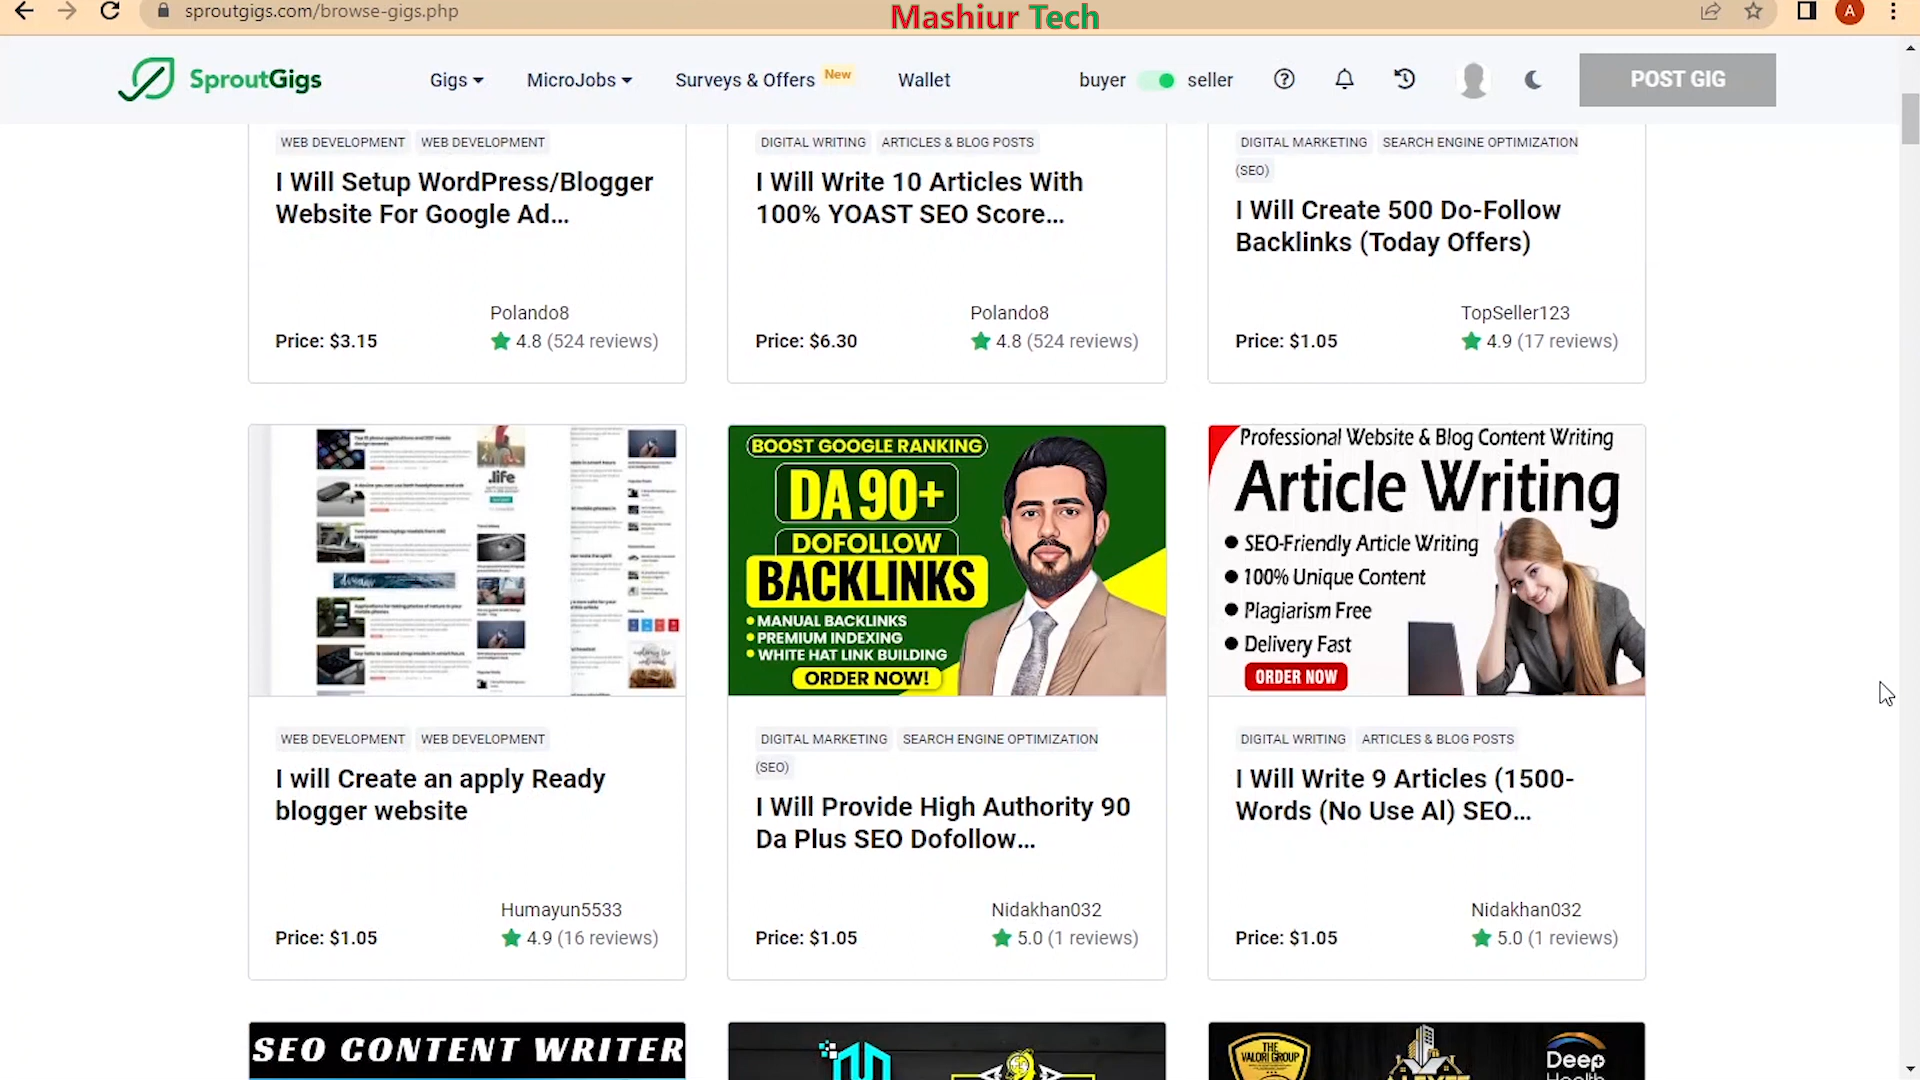 sproutgigs.com/browse-gigs.php
Mashiur Tech
A
SproutGigs
Gigs
MicroJobs
Surveys & Offers New
Wallet
buyer
seller
POST GIG
WEB DEVELOPMENT WEB DEVELOPMENT
I Will Setup WordPress/Blogger
Website For Google Ad...
Polando8
Price: $3.15
4.8 (524 reviews)
DIGITAL WRITING ARTICLES & BLOG POSTS
I Will Write 10 Articles With
100% YOAST SEO Score...
Polando8
Price: $6.30
4.8 (524 reviews)
DIGITAL MARKETING SEARCH ENGINE OPTIMIZATION
(SEO)
I Will Create 500 Do-Follow
Backlinks (Today Offers)
TopSeller123
Price: $1.05
4.9 (17 reviews)
.life
WEB DEVELOPMENT WEB DEVELOPMENT
I will Create an apply Ready
blogger website
Humayun5533
Price: $1.05
4.9 (16 reviews)
BOOST GOOGLE RANKING
DA 90+
DOFOLLOW
BACKLINKS
MANUAL BACKLINKS
PREMIUM INDEXING
WHITE HAT LINK BUILDING
ORDER NOW!
DIGITAL MARKETING SEARCH ENGINE OPTIMIZATION
(SEO)
I Will Provide High Authority 90
Da Plus SEO Dofollow...
Nidakhan032
Price: $1.05
5.0 (1 reviews)
Professional Website & Blog Content Writing
Article Writing
SEO-Friendly Article Writing
100% Unique Content
Plagiarism Free
Delivery Fast
ORDER NOW
DIGITAL WRITING ARTICLES & BLOG POSTS
I Will Write 9 Articles (1500-
Words (No Use Al) SEO...
Nidakhan032
Price: $1.05
5.0 (1 reviews)
SEO CONTENT WRITER
THE
VALORI GROUP
Deep
Health